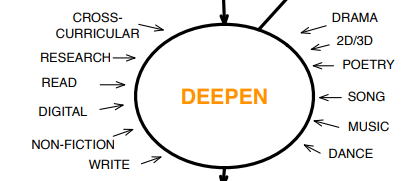 CROSS-
CURRICULAR
RESEARCH
READ
DIGITAL
NON-FICTION
WRITE
DEEPEN
DRAMA
2D/3D
POETRY
SONG
MUSIC
DANCE